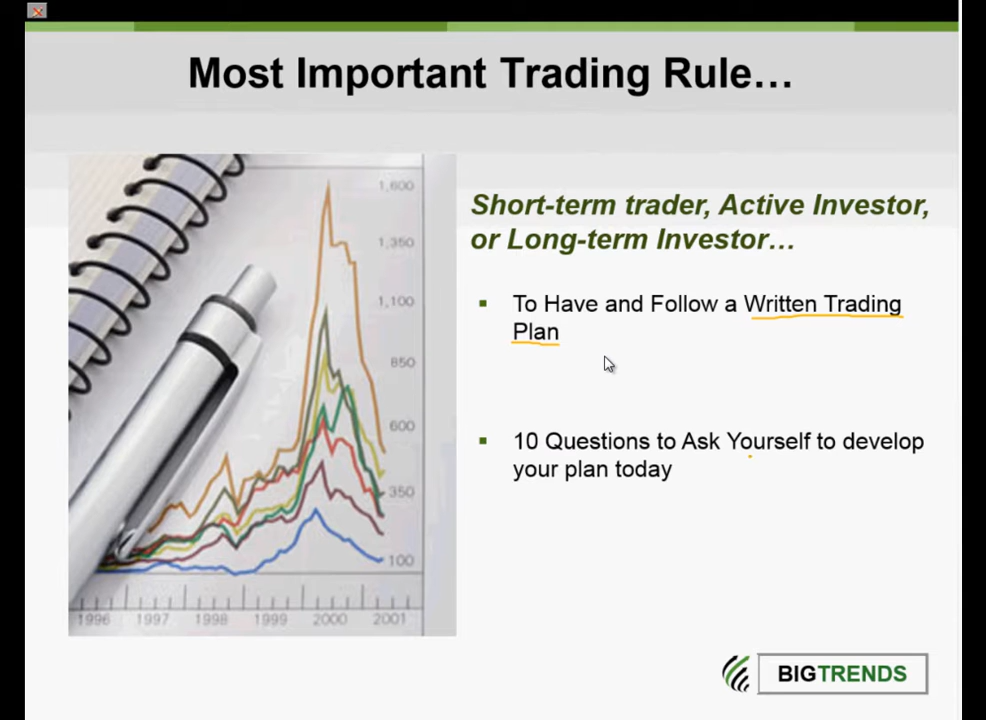 Most Important Trading Rule...
Short-term trader, Active Investor,
or Long-term Investor...
▪ To Have and Follow a Written Trading
Plan
▪ 10 Questions to Ask Yourself to develop
your plan today
1,600
1,350
1,100
850
600
350
100
1996 1997 1998 1999 2000 2001
BIGTRENDS